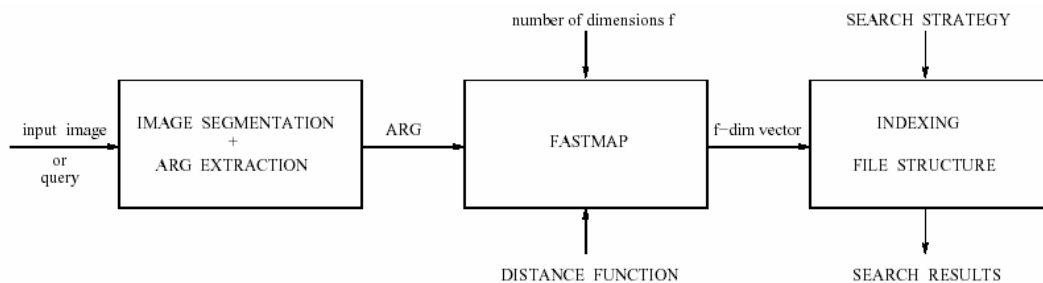 number of dimensions f
SEARCH STRATEGY
input image
or
query
IMAGE SEGMENTATION
+
ARG EXTRACTION
ARG
FASTMAP
f-dim vector
INDEXING
FILE STRUCTURE
DISTANCE FUNCTION
SEARCH RESULTS